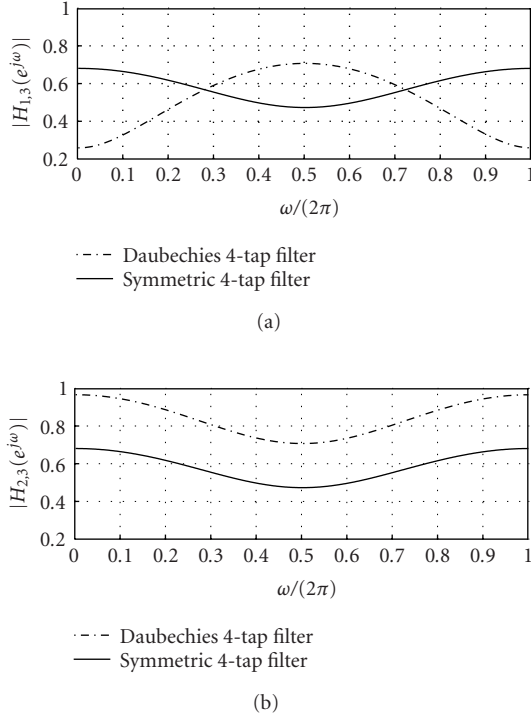 |H1,3(e^jω)|
1
0.8
0.6
0.4
0.2
0 0.1 0.2 0.3 0.4 0.5 0.6 0.7 0.8 0.9 1
ω/(2π)
Daubechies 4-tap filter
Symmetric 4-tap filter
(a)
|H2,3(e^jω)|
1
0.8
0.6
0.4
0.2
0 0.1 0.2 0.3 0.4 0.5 0.6 0.7 0.8 0.9 1
ω/(2π)
Daubechies 4-tap filter
Symmetric 4-tap filter
(b)